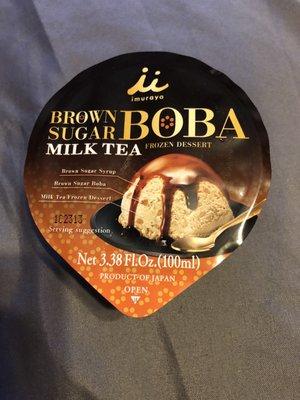 imuraya
BROWN
SUGAR
BOBA
MILK TEA
FROZEN DESSERT
Brown Sugar Syrup
Brown Sugar Boba
Milk Tea Frozen Dessert
Serving suggestion
Net 3.38 Fl.Oz.(100ml)
PRODUCT OF JAPAN
OPEN